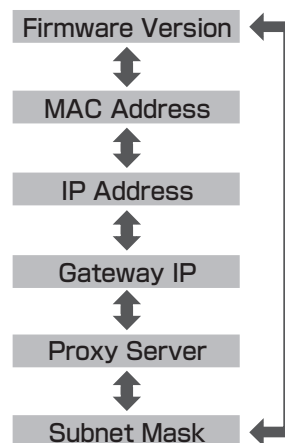 Firmware Version
MAC Address
IP Address
Gateway IP
Proxy Server
Subnet Mask